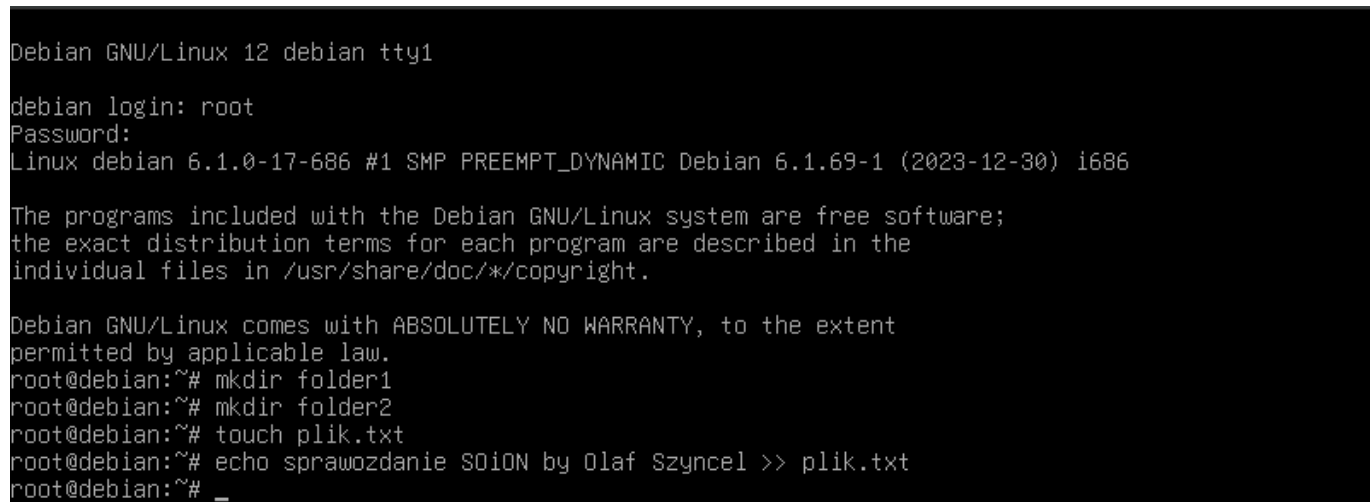 Debian GNU/Linux 12 debian tty1
debian login: root
Password:
Linux debian 6.1.0-17-686 #1 SMP PREEMPT_DYNAMIC Debian 6.1.69-1 (2023-12-30) i686
The programs included with the Debian GNU/Linux system are free software;
the exact distribution terms for each program are described in the
individual files in /usr/share/doc/*/copyright.
Debian GNU/Linux comes with ABSOLUTELY NO WARRANTY, to the extent
permitted by applicable law.
root@debian:~# mkdir folder1
root@debian:~# mkdir folder2
root@debian:~# touch plik.txt
root@debian:~# echo sprawozdanie SOiON by Olaf Szyncel >> plik.txt
root@debian:~# _